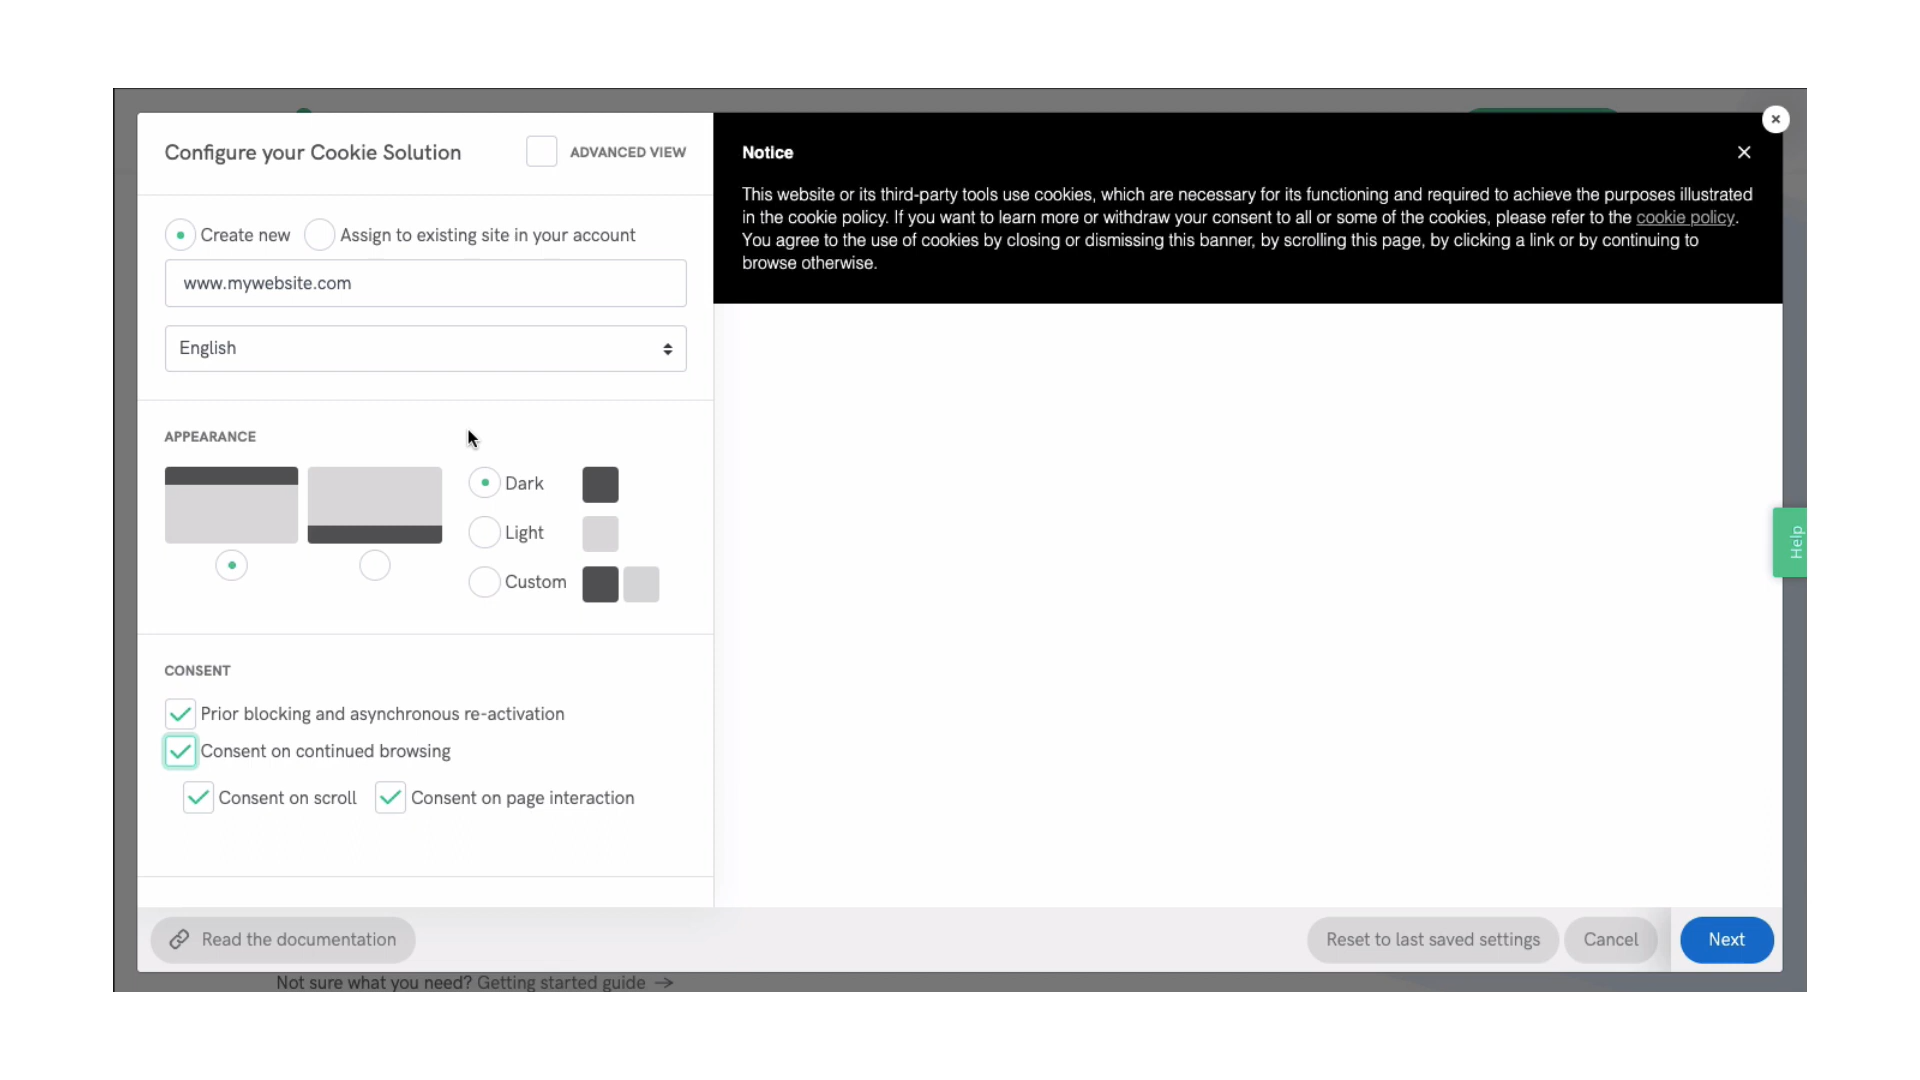 Configure your Cookie Solution
ADVANCED VIEW
Create new
Assign to existing site in your account
www.mywebsite.com
English
APPEARANCE
Dark
Light
Custom
CONSENT
Prior blocking and asynchronous re-activation
Consent on continued browsing
Consent on scroll
Consent on page interaction
Notice
This website or its third-party tools use cookies, which are necessary for its functioning and required to achieve the purposes illustrated
in the cookie policy. If you want to learn more or withdraw your consent to all or some of the cookies, please refer to the cookie policy.
You agree to the use of cookies by closing or dismissing this banner, by scrolling this page, by clicking a link or by continuing to
browse otherwise.
Help
Read the documentation
Reset to last saved settings
Cancel
Next
Not sure what you need? Getting started guide →